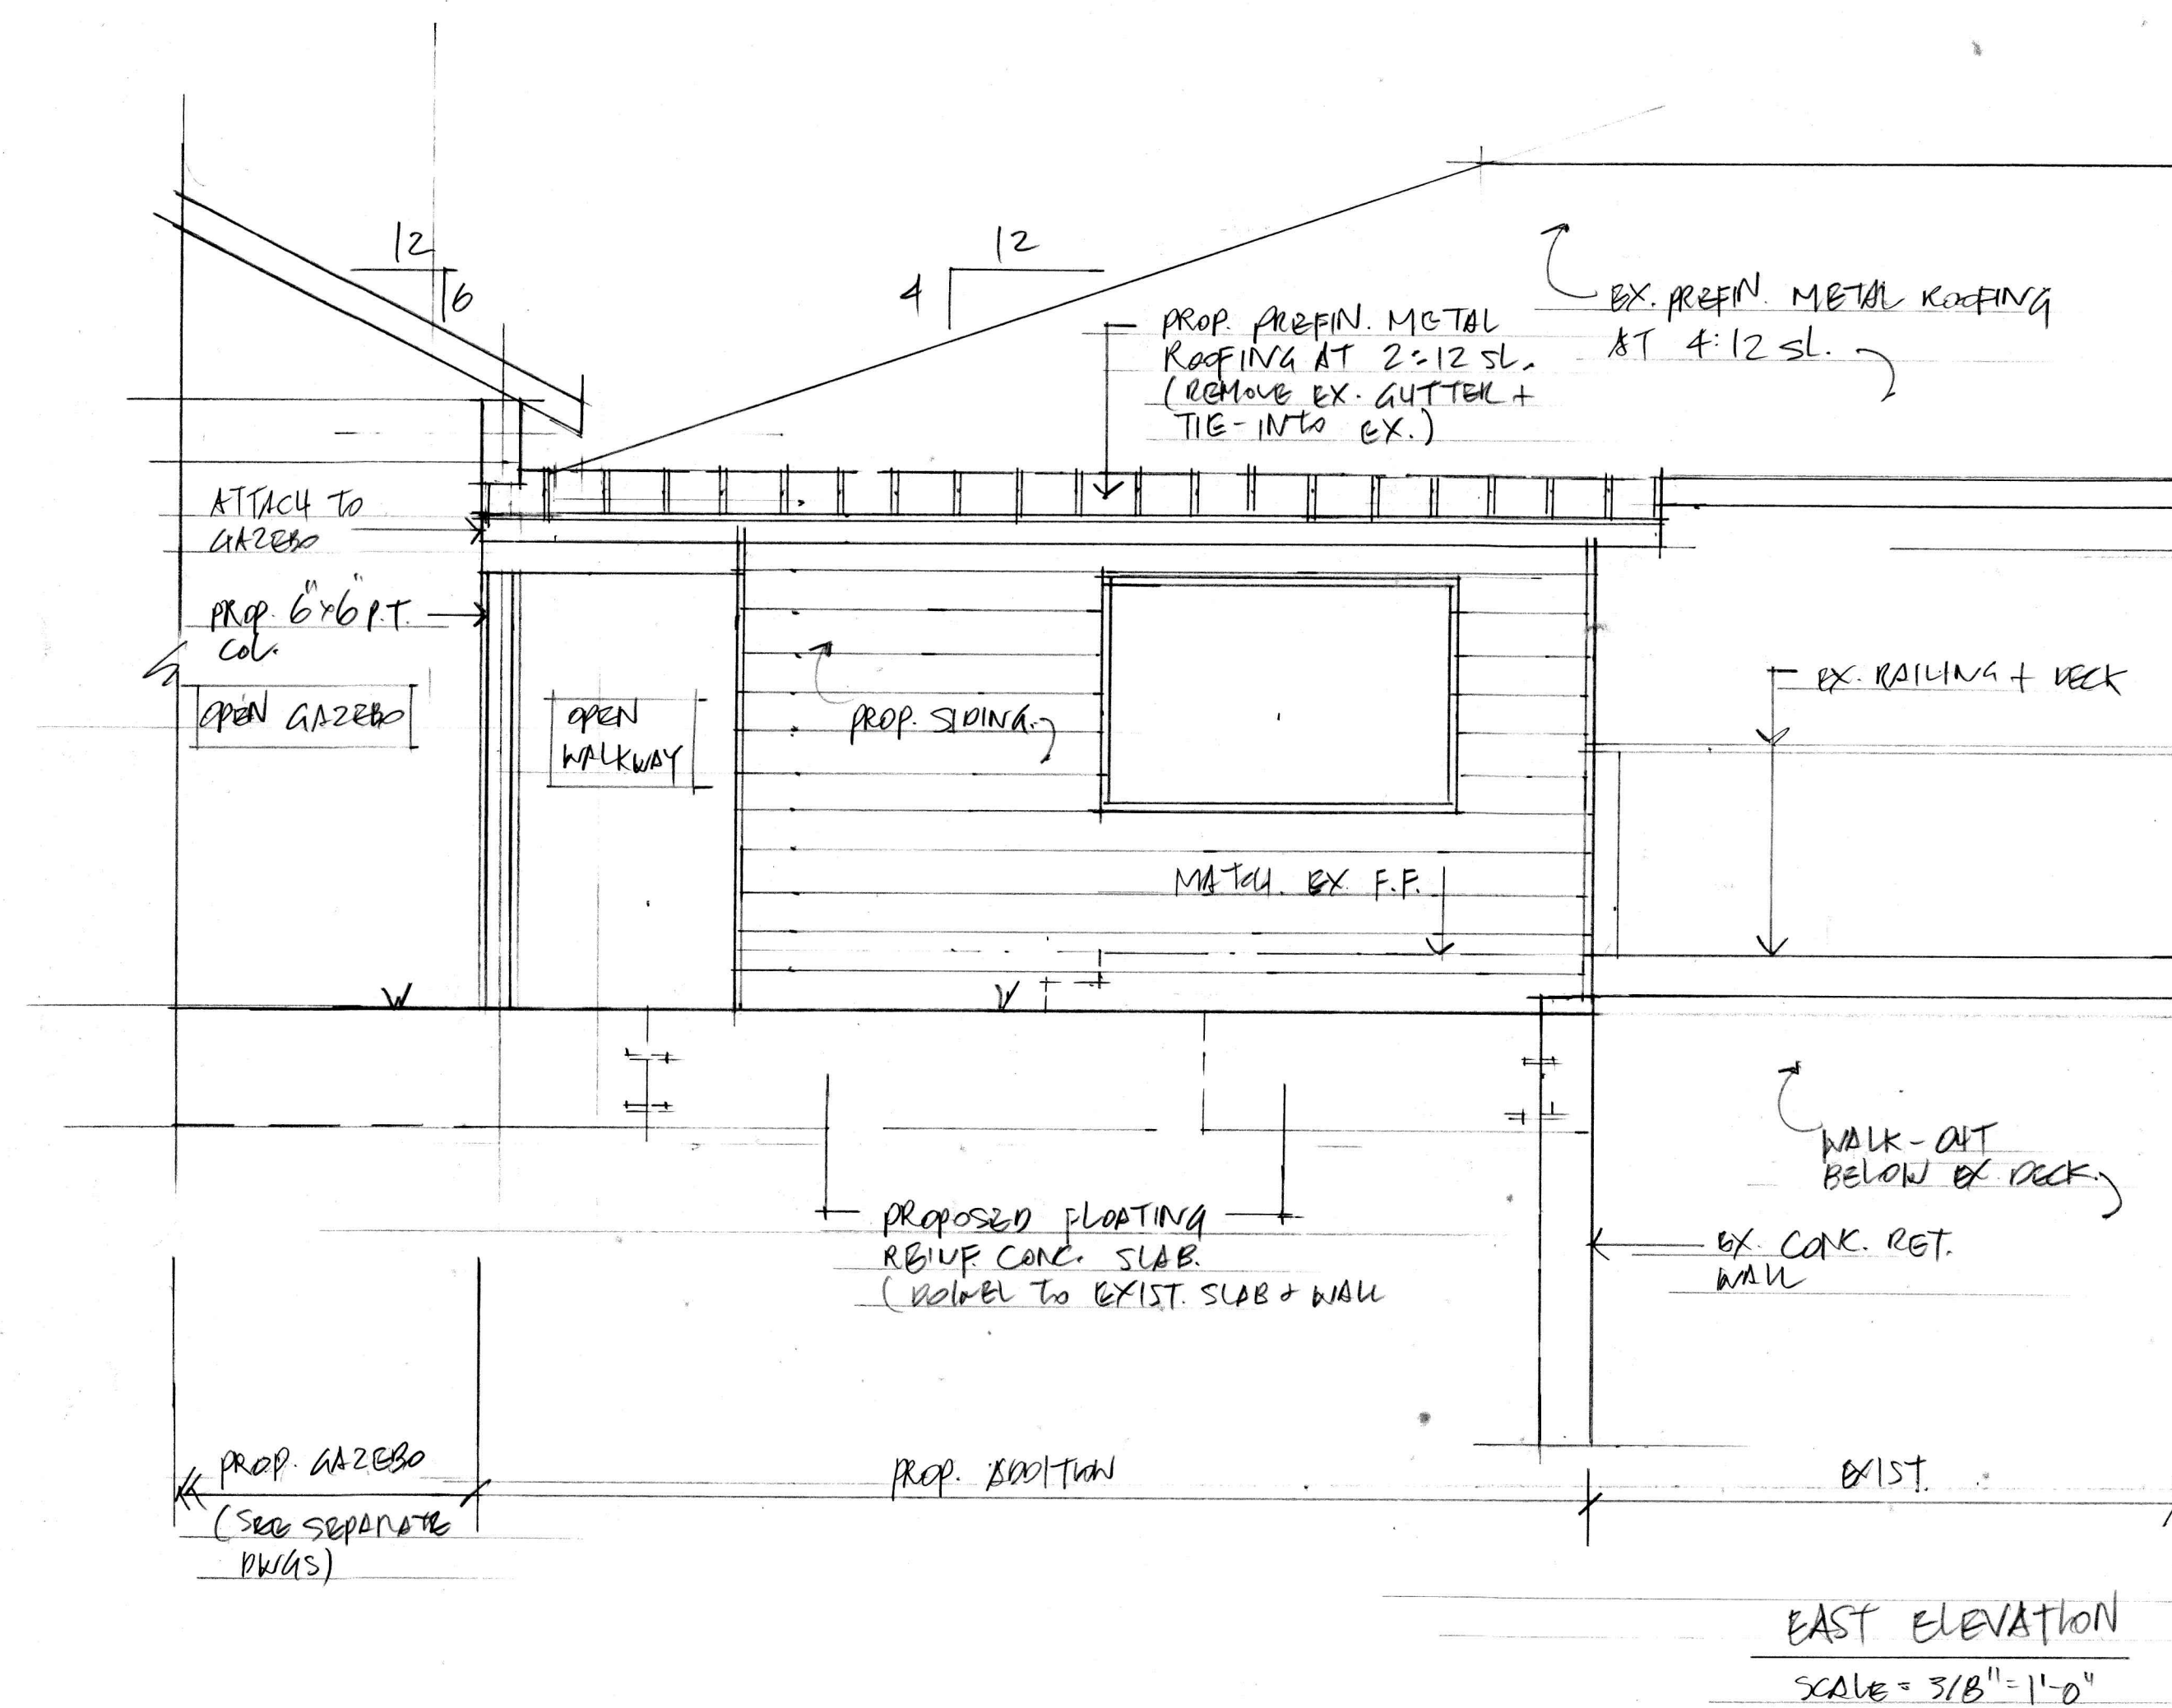 12
6
12
4
PROP. PREFIN. METAL
ROOFING AT 2:12 SL.
(REMOVE EX. GUTTER +
TIE-INTO EX.)
EX. PREFIN. METAL ROOFING
AT 4:12 SL.
ATTACH TO
GAZEBO
PROP. 6"x6" P.T.
COL.
OPEN GAZEBO
OPEN
WALKWAY
PROP. SIDING.
EX. RAILING + DECK
MATCH. EX. F.F.
WALK-OUT
BELOW EX. DECK.
PROPOSED FLOATING
REINF. CONC. SLAB.
(DOWEL TO EXIST. SLAB & WALL
EX. CONC. RET.
WALL
PROP. GAZEBO
(SEE SEPARATE
DWGS)
PROP. ADDITION
EXIST.
EAST ELEVATION
SCALE = 3/8" = 1'-0"